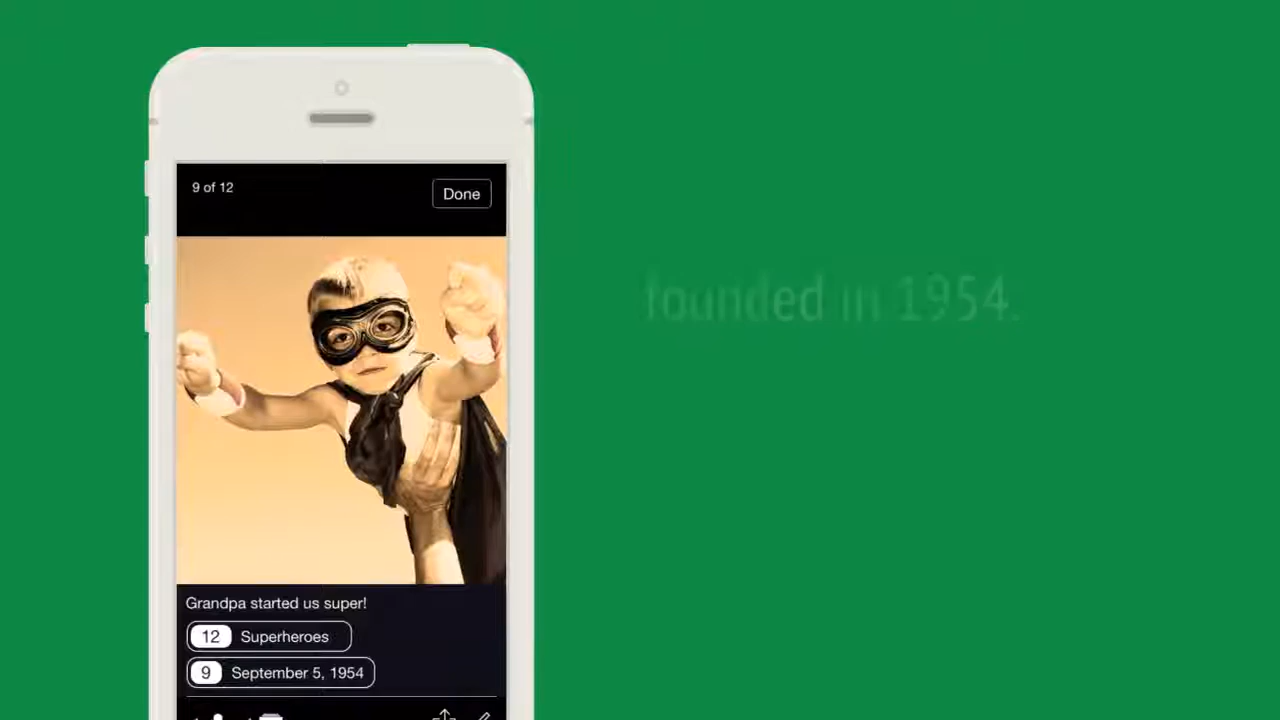 9 of 12
Done
founded in 1954.
Grandpa started us super!
12 Superheroes
9 September 5, 1954